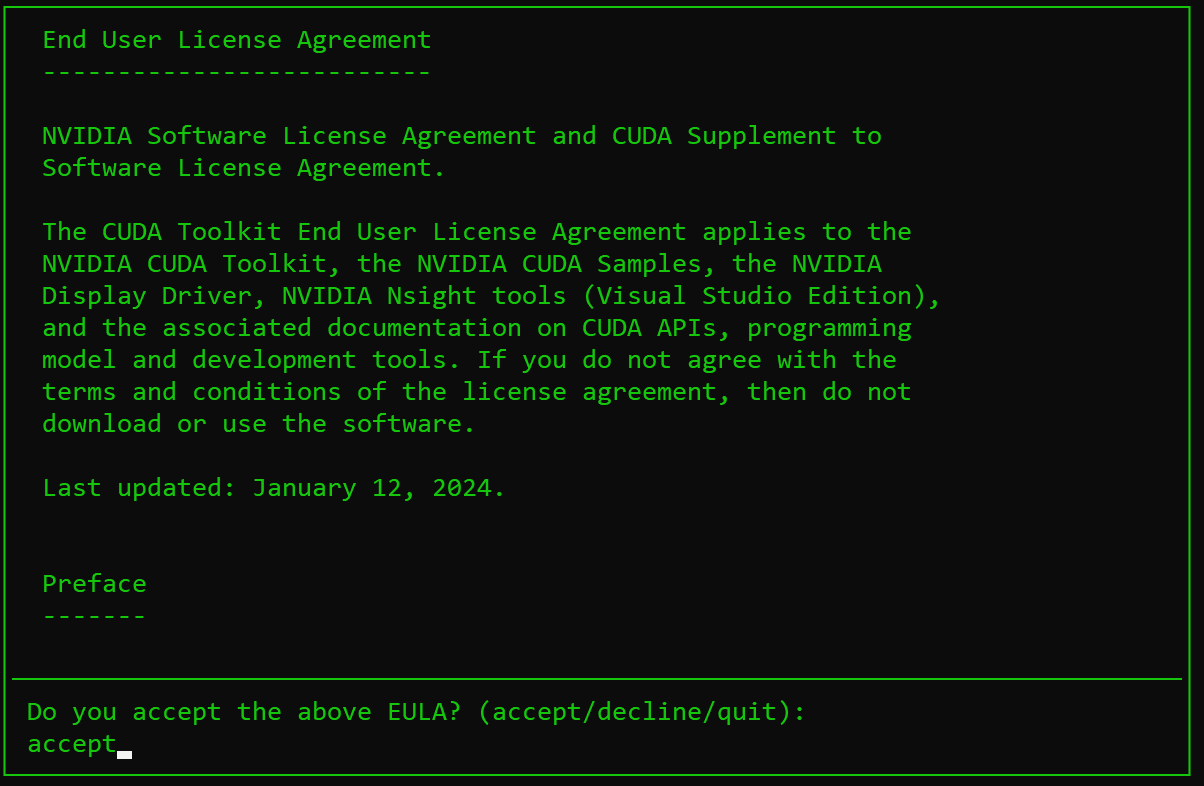 End User License Agreement
--------------------------
NVIDIA Software License Agreement and CUDA Supplement to
Software License Agreement.
The CUDA Toolkit End User License Agreement applies to the
NVIDIA CUDA Toolkit, the NVIDIA CUDA Samples, the NVIDIA
Display Driver, NVIDIA Nsight tools (Visual Studio Edition),
and the associated documentation on CUDA APIs, programming
model and development tools. If you do not agree with the
terms and conditions of the license agreement, then do not
download or use the software.
Last updated: January 12, 2024.
Preface
-------
Do you accept the above EULA? (accept/decline/quit):
accept